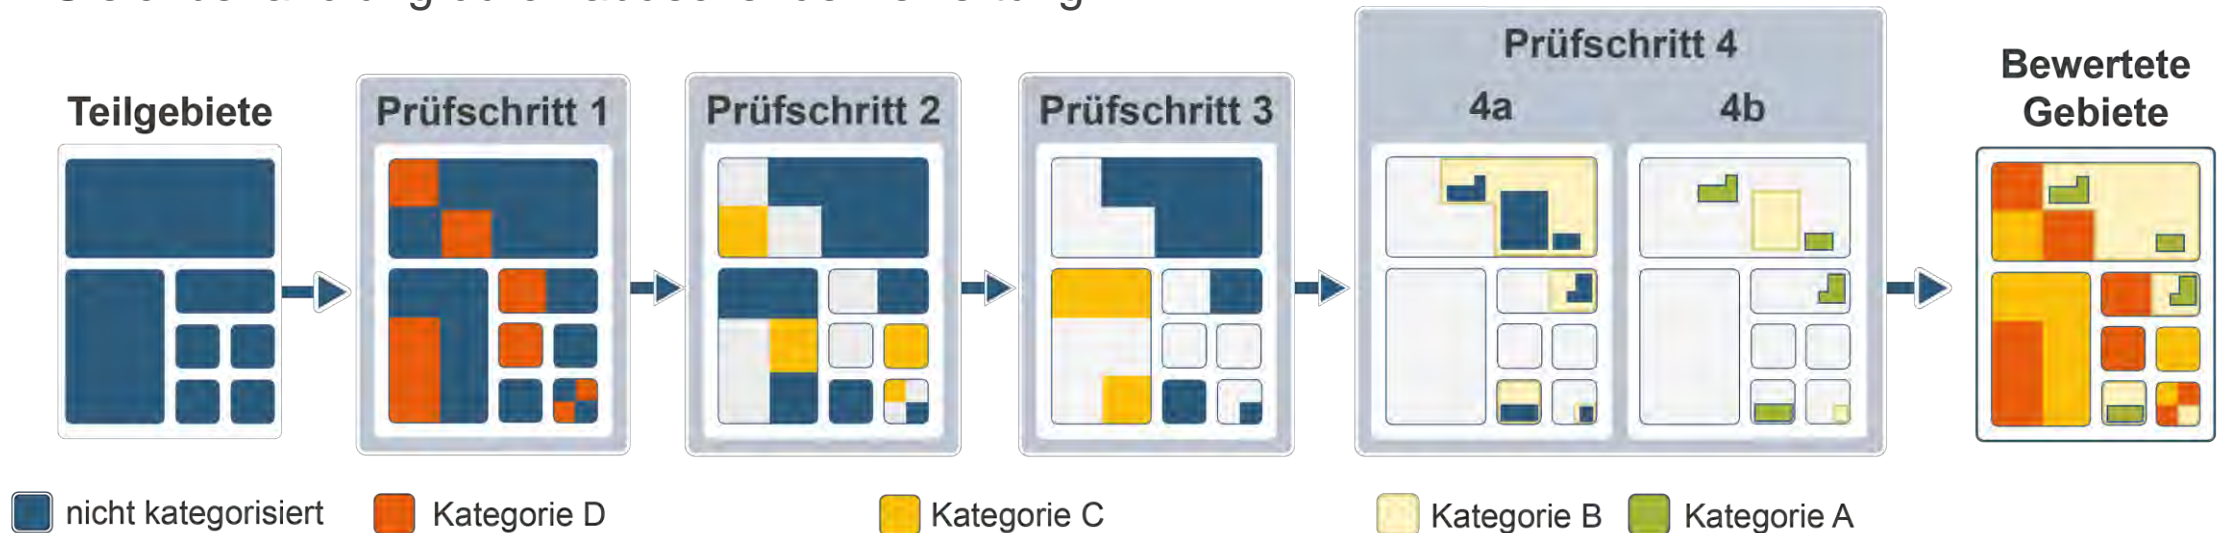 Teilgebiete
Prüfschritt 1
Prüfschritt 2
Prüfschritt 3
Prüfschritt 4
4a
4b
Bewertete
Gebiete
nicht kategorisiert
Kategorie D
Kategorie C
Kategorie B
Kategorie A